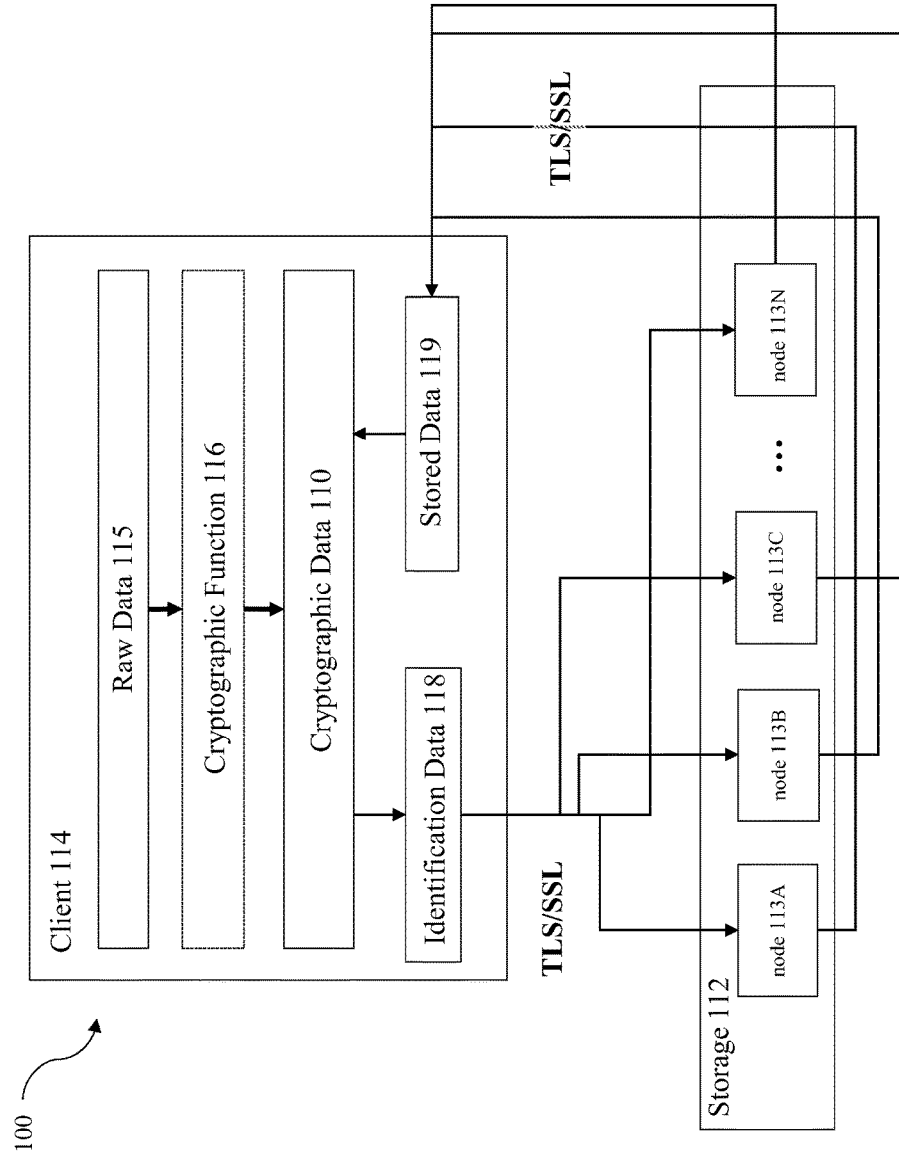 100
Client 114
Raw Data 115
Cryptographic Function 116
Cryptographic Data 110
Identification Data 118
Stored Data 119
TLS/SSL
TLS/SSL
Storage 112
node 113A
node 113B
node 113C
...
node 113N